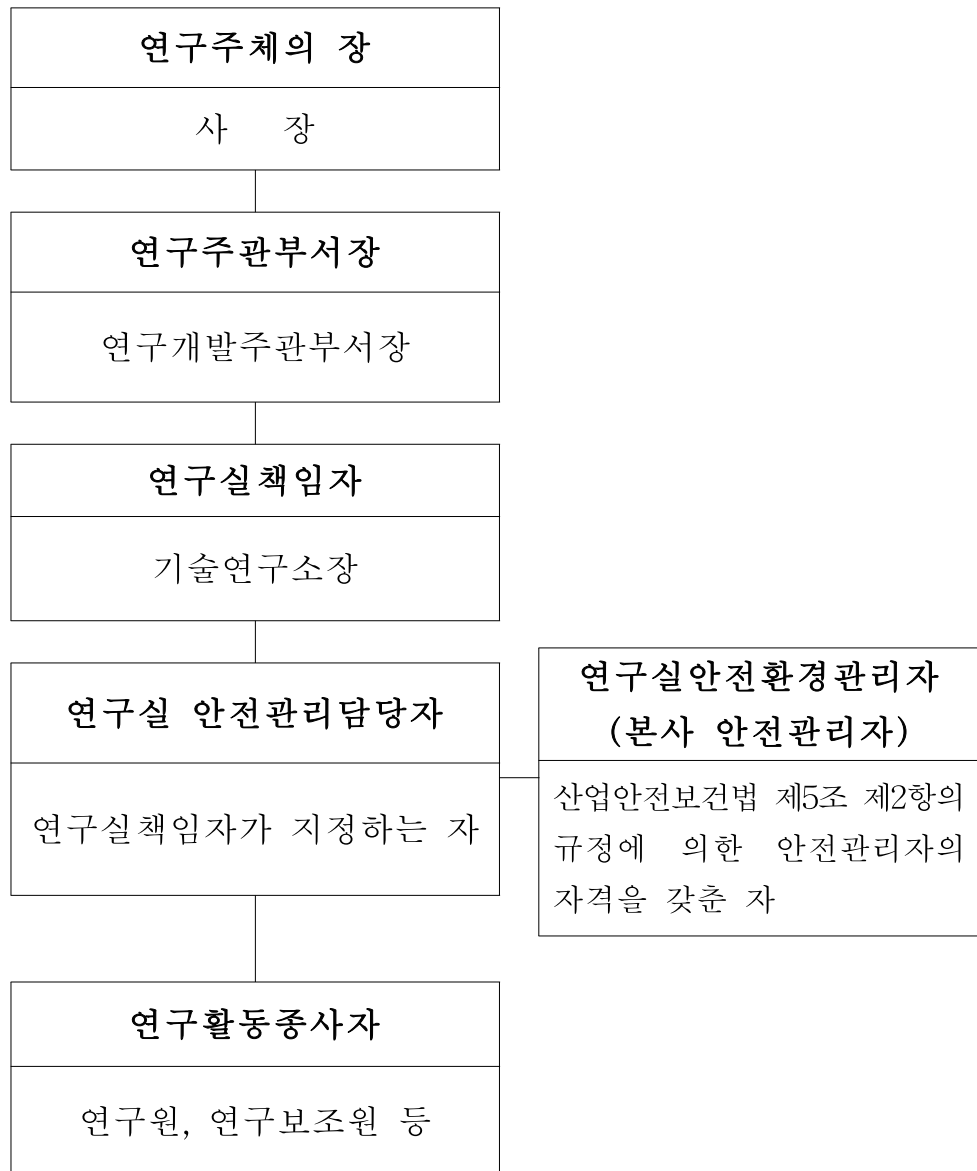 연구주체의 장
사 장
연구주관부서장
연구개발주관부서장
연구실책임자
기술연구소장
연구실 안전관리담당자
연구실책임자가 지정하는 자
연구실안전환경관리자
(본사 안전관리자)
산업안전보건법 제5조 제2항의
규정에 의한 안전관리자의
자격을 갖춘 자
연구활동종사자
연구원, 연구보조원 등